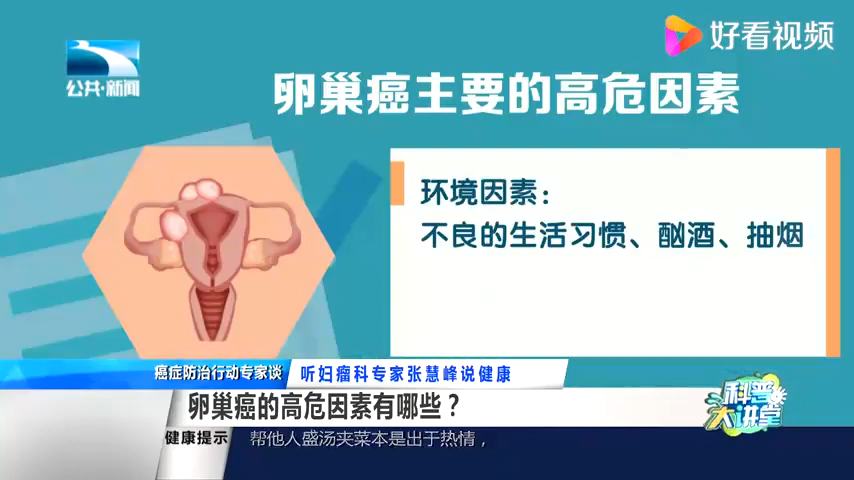 好看视频
公共·新闻
卵巢癌主要的高危因素
环境因素：
不良的生活习惯、酗酒、抽烟
癌症防治行动专家谈
听妇瘤科专家张慧峰说健康
卵巢癌的高危因素有哪些？
科普
大讲堂
健康提示
帮他人盛汤夹菜本是出于热情，